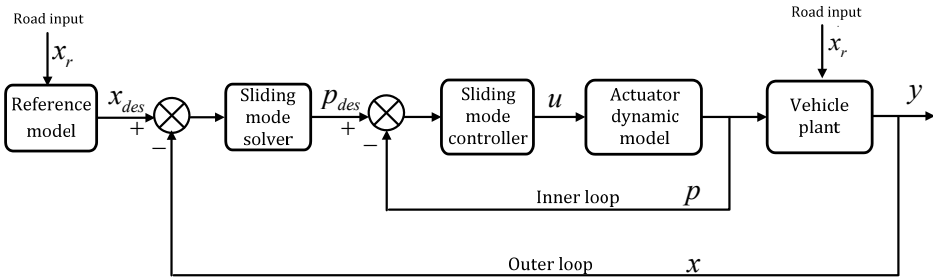 Road input
x_r
Reference
model
x_des
+
−
Sliding
mode
solver
p_des
+
−
Sliding
mode
controller
u
Actuator
dynamic
model
Road input
x_r
Vehicle
plant
y
Inner loop
p
Outer loop
x